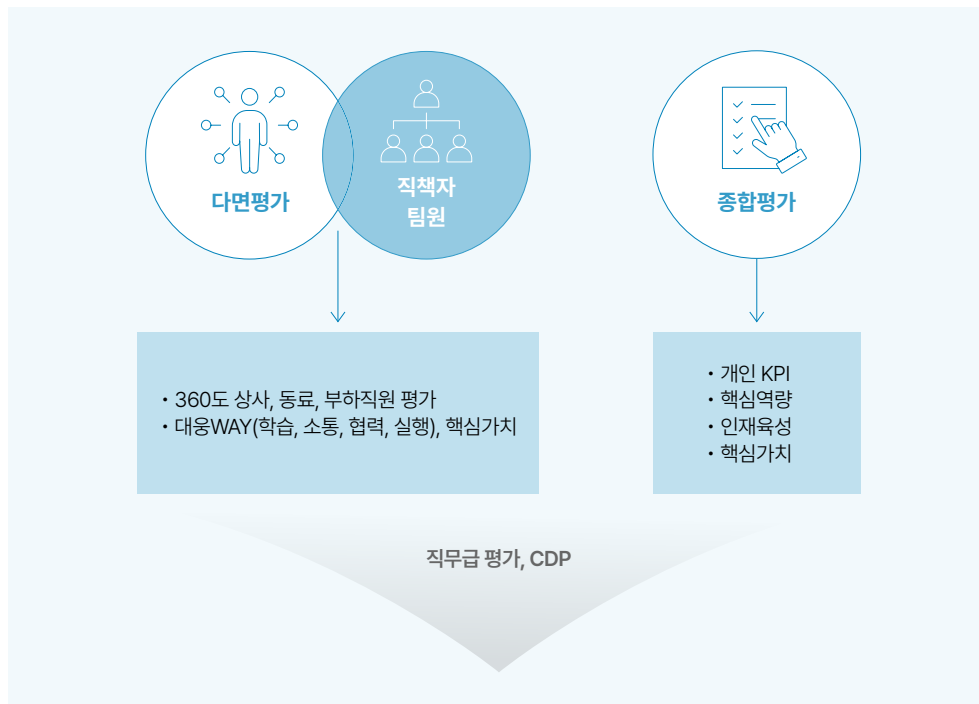 다면평가
직책자
팀원
종합평가
• 360도 상사, 동료, 부하직원 평가
• 대웅WAY(학습, 소통, 협력, 실행), 핵심가치
• 개인 KPI
• 핵심역량
• 인재육성
• 핵심가치
직무급 평가, CDP